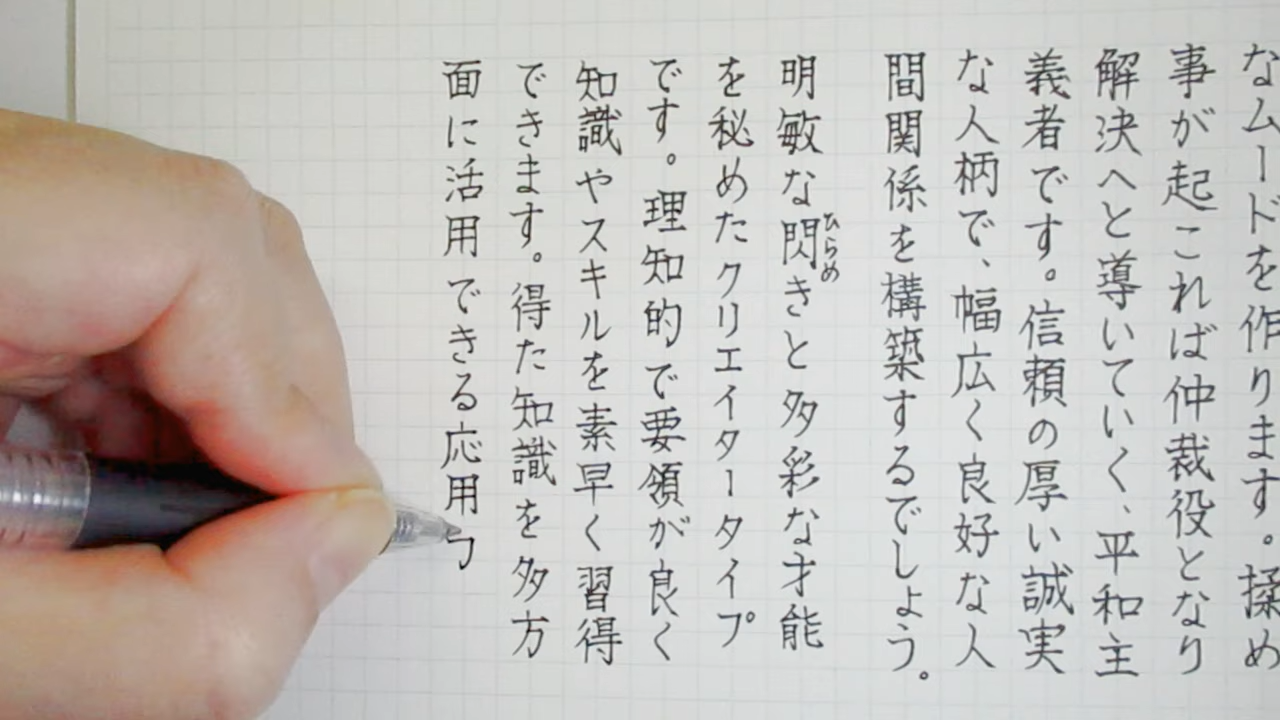 なムードを作ります。揉め
事が起これば仲裁役となり
解決へと導いていく、平和主
義者です。信頼の厚い誠実
な人柄で、幅広く良好な人
間関係を構築するでしょう。
明敏な閃きと多彩な才能
ひらめ
を秘めたクリエイタータイプ
です。理知的で要領が良く
知識やスキルを素早く習得
できます。得た知識を多方
面に活用できる応用